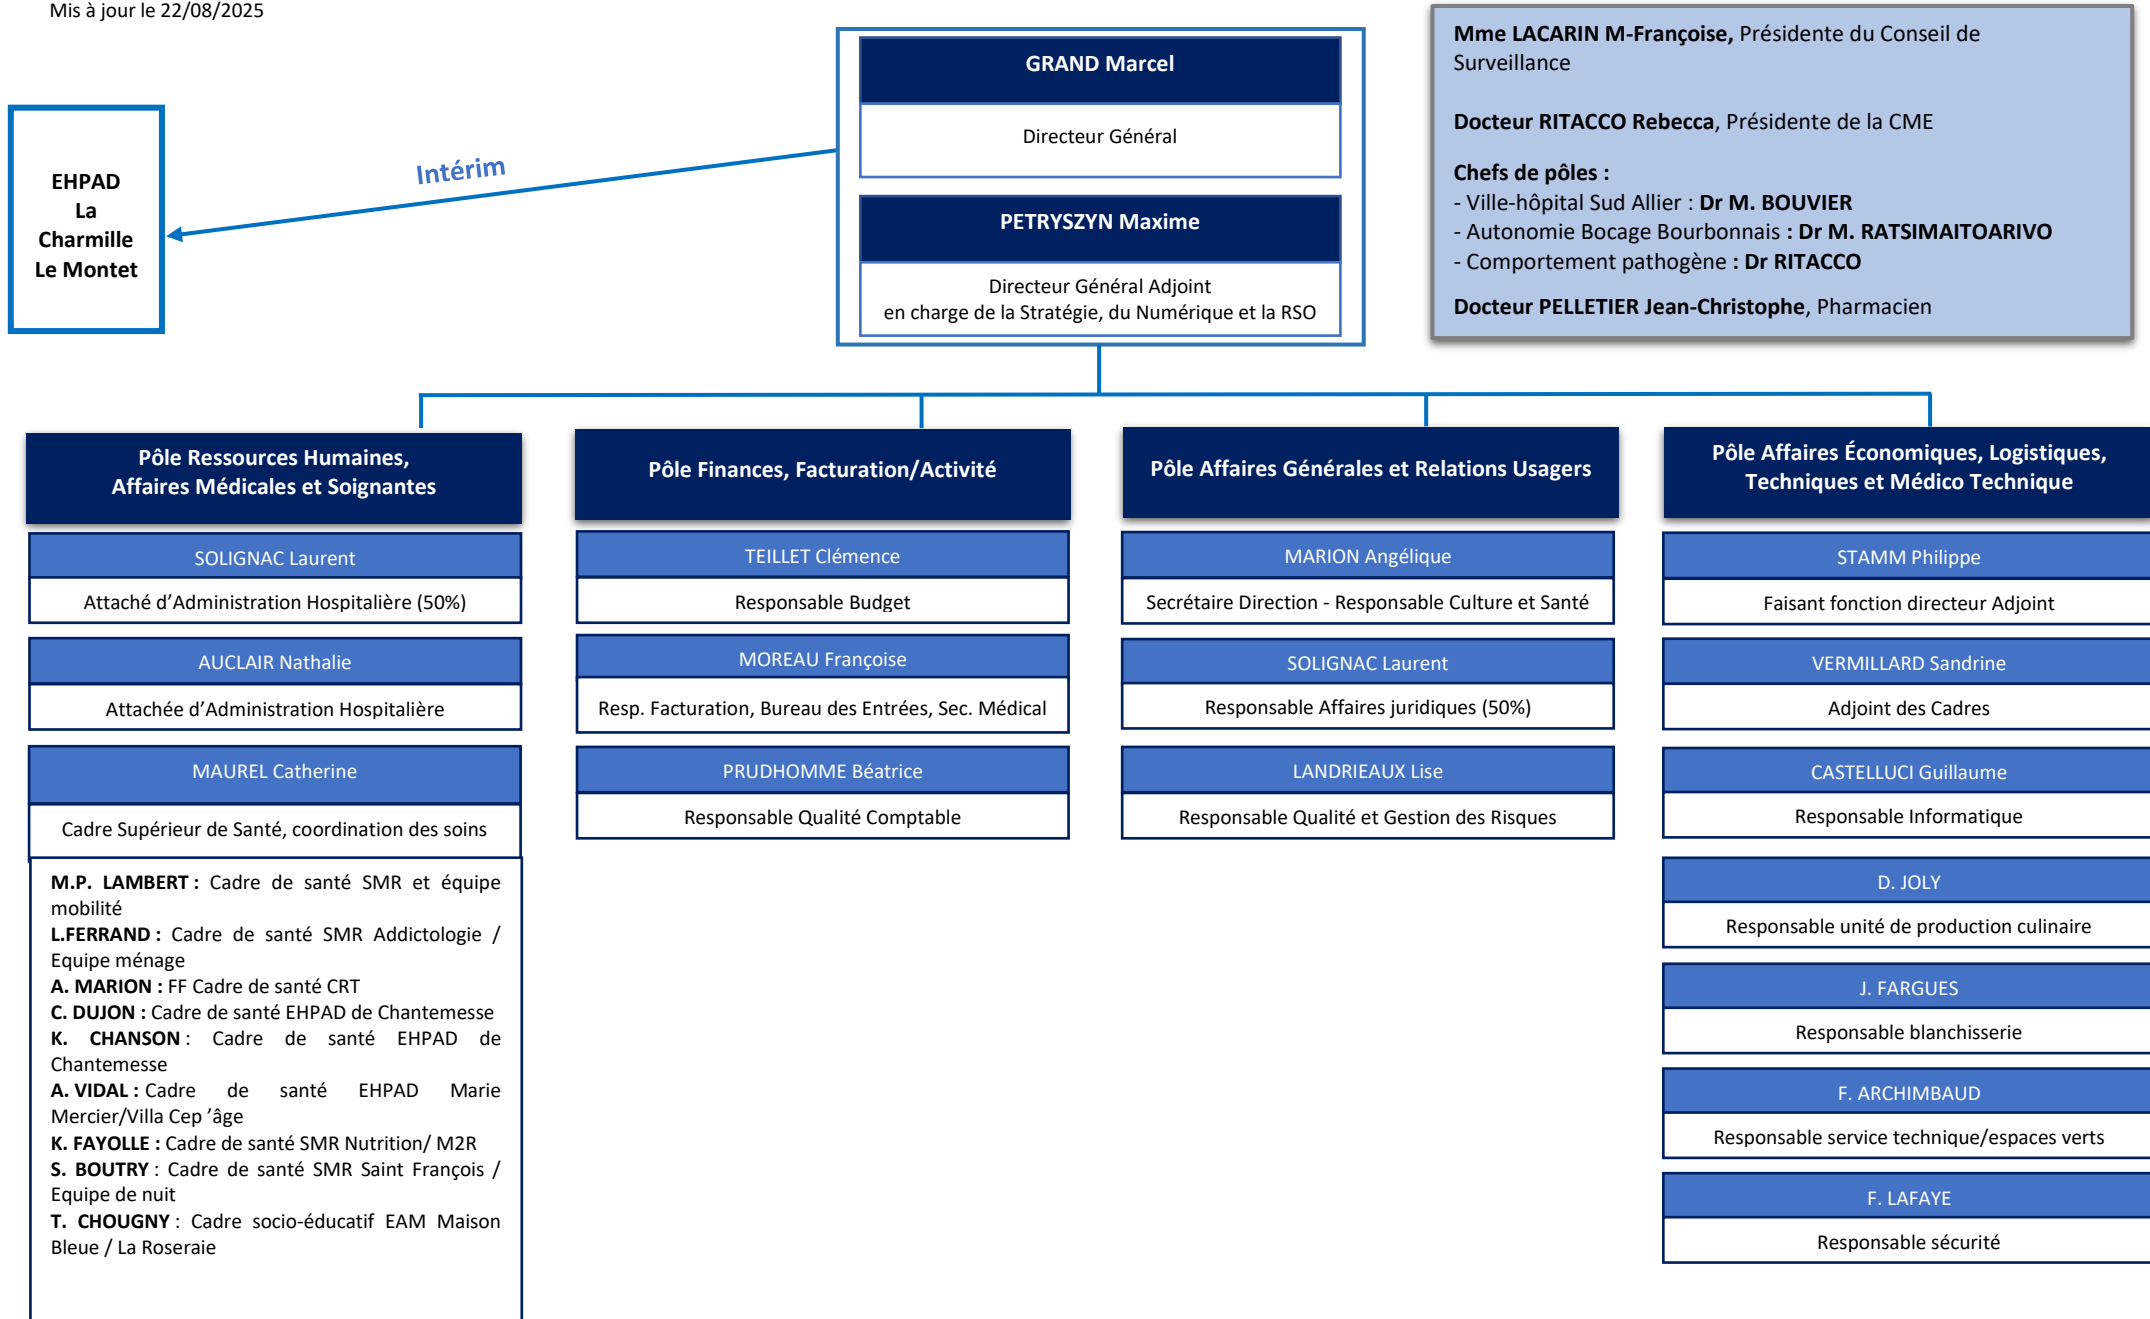 Mis à jour le 22/08/2025
GRAND Marcel
Directeur Général
PETRYSZYN Maxime
Directeur Général Adjoint
en charge de la Stratégie, du Numérique et la RSO
Mme LACARIN M-Françoise, Présidente du Conseil de
Surveillance
Docteur RITACCO Rebecca, Présidente de la CME
Chefs de pôles :
- Ville-hôpital Sud Allier : Dr M. BOUVIER
- Autonomie Bocage Bourbonnais : Dr M. RATSIMAITOARIVO
- Comportement pathogène : Dr RITACCO
Docteur PELLETIER Jean-Christophe, Pharmacien
Intérim
EHPAD
La
Charmille
Le Montet
Pôle Ressources Humaines,
Affaires Médicales et Soignantes
SOLIGNAC Laurent
Attaché d’Administration Hospitalière (50%)
AUCLAIR Nathalie
Attachée d’Administration Hospitalière
MAUREL Catherine
Cadre Supérieur de Santé, coordination des soins
M.P. LAMBERT : Cadre de santé SMR et équipe
mobilité
L.FERRAND : Cadre de santé SMR Addictologie /
Equipe ménage
A. MARION : FF Cadre de santé CRT
C. DUJON : Cadre de santé EHPAD de Chantemesse
K. CHANSON : Cadre de santé EHPAD de
Chantemesse
A. VIDAL : Cadre de santé EHPAD Marie
Mercier/Villa Cep ’âge
K. FAYOLLE : Cadre de santé SMR Nutrition/ M2R
S. BOUTRY : Cadre de santé SMR Saint François /
Equipe de nuit
T. CHOUGNY : Cadre socio-éducatif EAM Maison
Bleue / La Roseraie
Pôle Finances, Facturation/Activité
TEILLET Clémence
Responsable Budget
MOREAU Françoise
Resp. Facturation, Bureau des Entrées, Sec. Médical
PRUDHOMME Béatrice
Responsable Qualité Comptable
Pôle Affaires Générales et Relations Usagers
MARION Angélique
Secrétaire Direction - Responsable Culture et Santé
SOLIGNAC Laurent
Responsable Affaires juridiques (50%)
LANDRIEAUX Lise
Responsable Qualité et Gestion des Risques
Pôle Affaires Économiques, Logistiques,
Techniques et Médico Technique
STAMM Philippe
Faisant fonction directeur Adjoint
VERMILLARD Sandrine
Adjoint des Cadres
CASTELLUCI Guillaume
Responsable Informatique
D. JOLY
Responsable unité de production culinaire
J. FARGUES
Responsable blanchisserie
F. ARCHIMBAUD
Responsable service technique/espaces verts
F. LAFAYE
Responsable sécurité